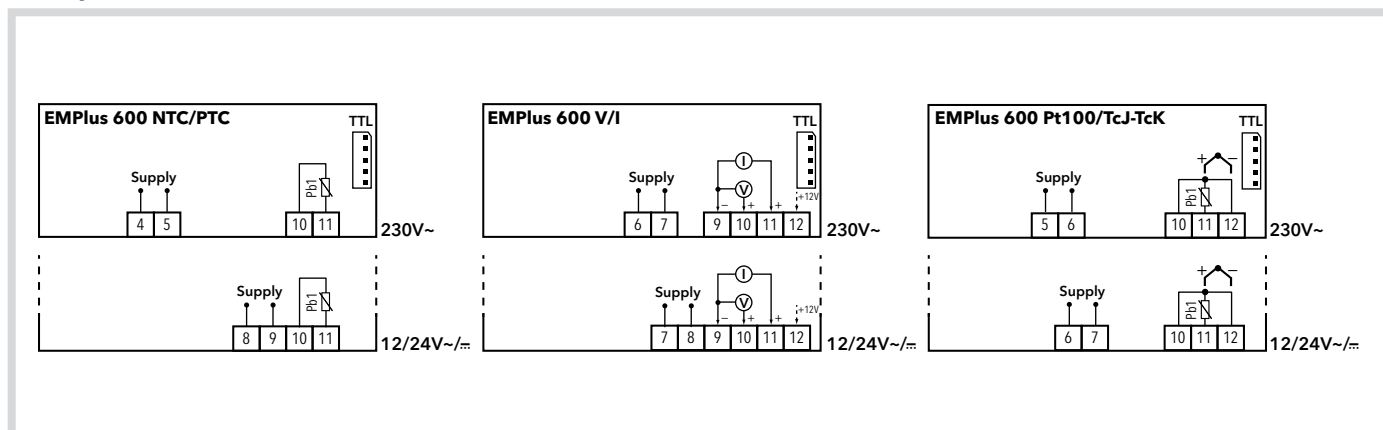 EMPlus 600 NTC/PTC
TTL
Supply
Pb1
4 5 10 11
230V~
Supply
Pb1
8 9 10 11
12/24V~/⎓
EMPlus 600 V/I
TTL
I
V
Supply
– + + +12V
6 7 9 10 11 12
230V~
I
V
Supply
– + + +12V
7 8 9 10 11 12
12/24V~/⎓
EMPlus 600 Pt100/TcJ-TcK
TTL
+ –
Supply
Pb1
5 6 10 11 12
230V~
+ –
Supply
Pb1
6 7 10 11 12
12/24V~/⎓